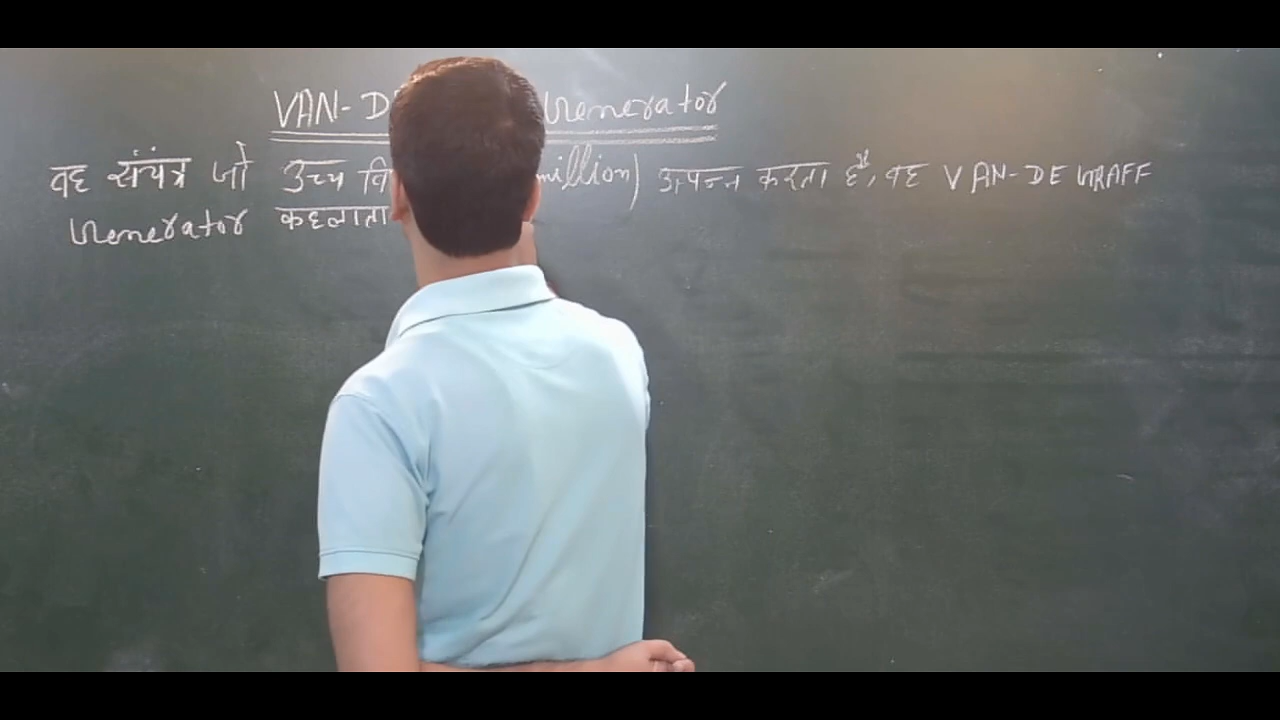 VAN-DE Generator
वह संयंत्र जो उच्च वि million) उत्पन्न करता है, वह VAN-DE GRAFF
Generator कहलाता